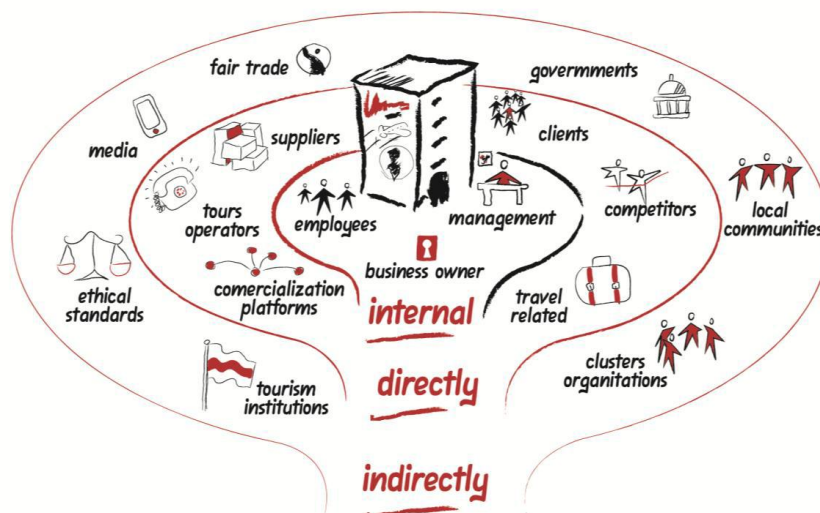 fair trade
governments
media
suppliers
clients
tours
operators
employees
management
competitors
local
communities
business owner
ethical
standards
comercialization
platforms
internal
travel
related
tourism
institutions
directly
clusters
organitations
indirectly